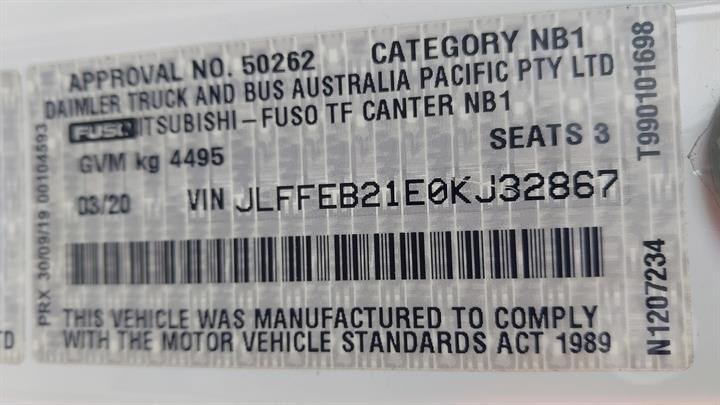 APPROVAL NO. 50262 CATEGORY NB1
DAIMLER TRUCK AND BUS AUSTRALIA PACIFIC PTY LTD
FUSO ITSUBISHI-FUSO TF CANTER NB1
GVM kg 4495 SEATS 3
03/20 VIN JLFFEB21E0KJ32867
THIS VEHICLE WAS MANUFACTURED TO COMPLY
WITH THE MOTOR VEHICLE STANDARDS ACT 1989
PRX 30/09/19 00104593
T990101698
N1207234
TD